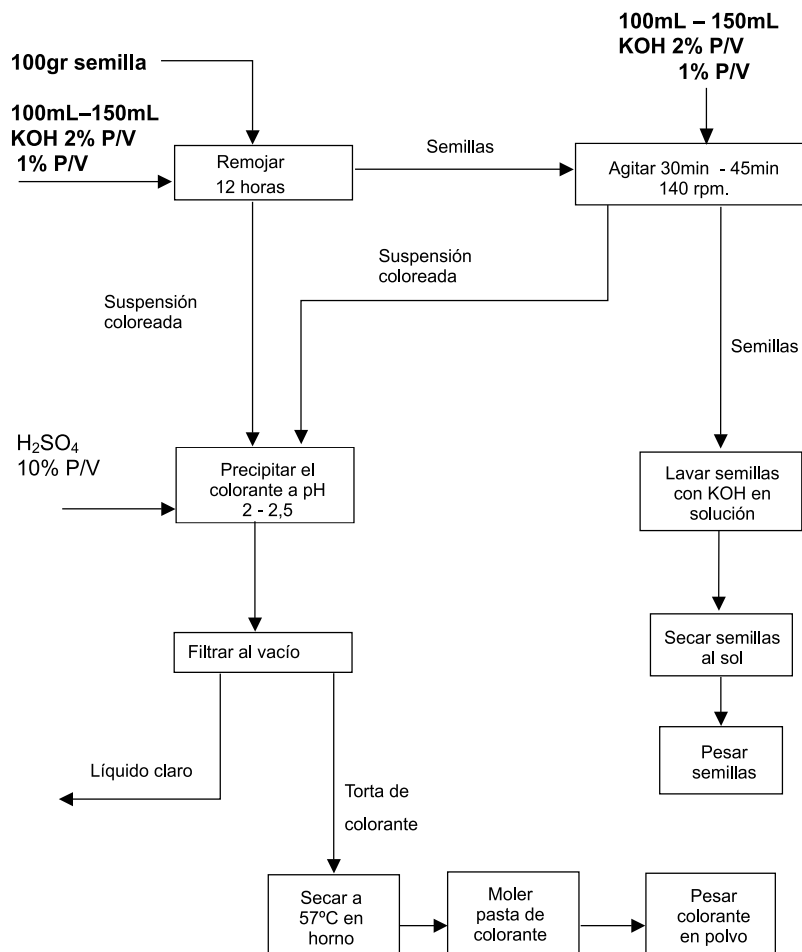 100mL – 150mL
KOH 2% P/V
1% P/V
100gr semilla
100mL–150mL
KOH 2% P/V
1% P/V
Remojar
12 horas
Semillas
Agitar 30min - 45min
140 rpm.
Suspensión
coloreada
Suspensión
coloreada
Semillas
H₂SO₄
10% P/V
Precipitar el
colorante a pH
2 - 2,5
Lavar semillas
con KOH en
solución
Filtrar al vacío
Secar semillas
al sol
Líquido claro
Torta de
colorante
Pesar
semillas
Secar a
57ºC en
horno
Moler
pasta de
colorante
Pesar
colorante
en polvo